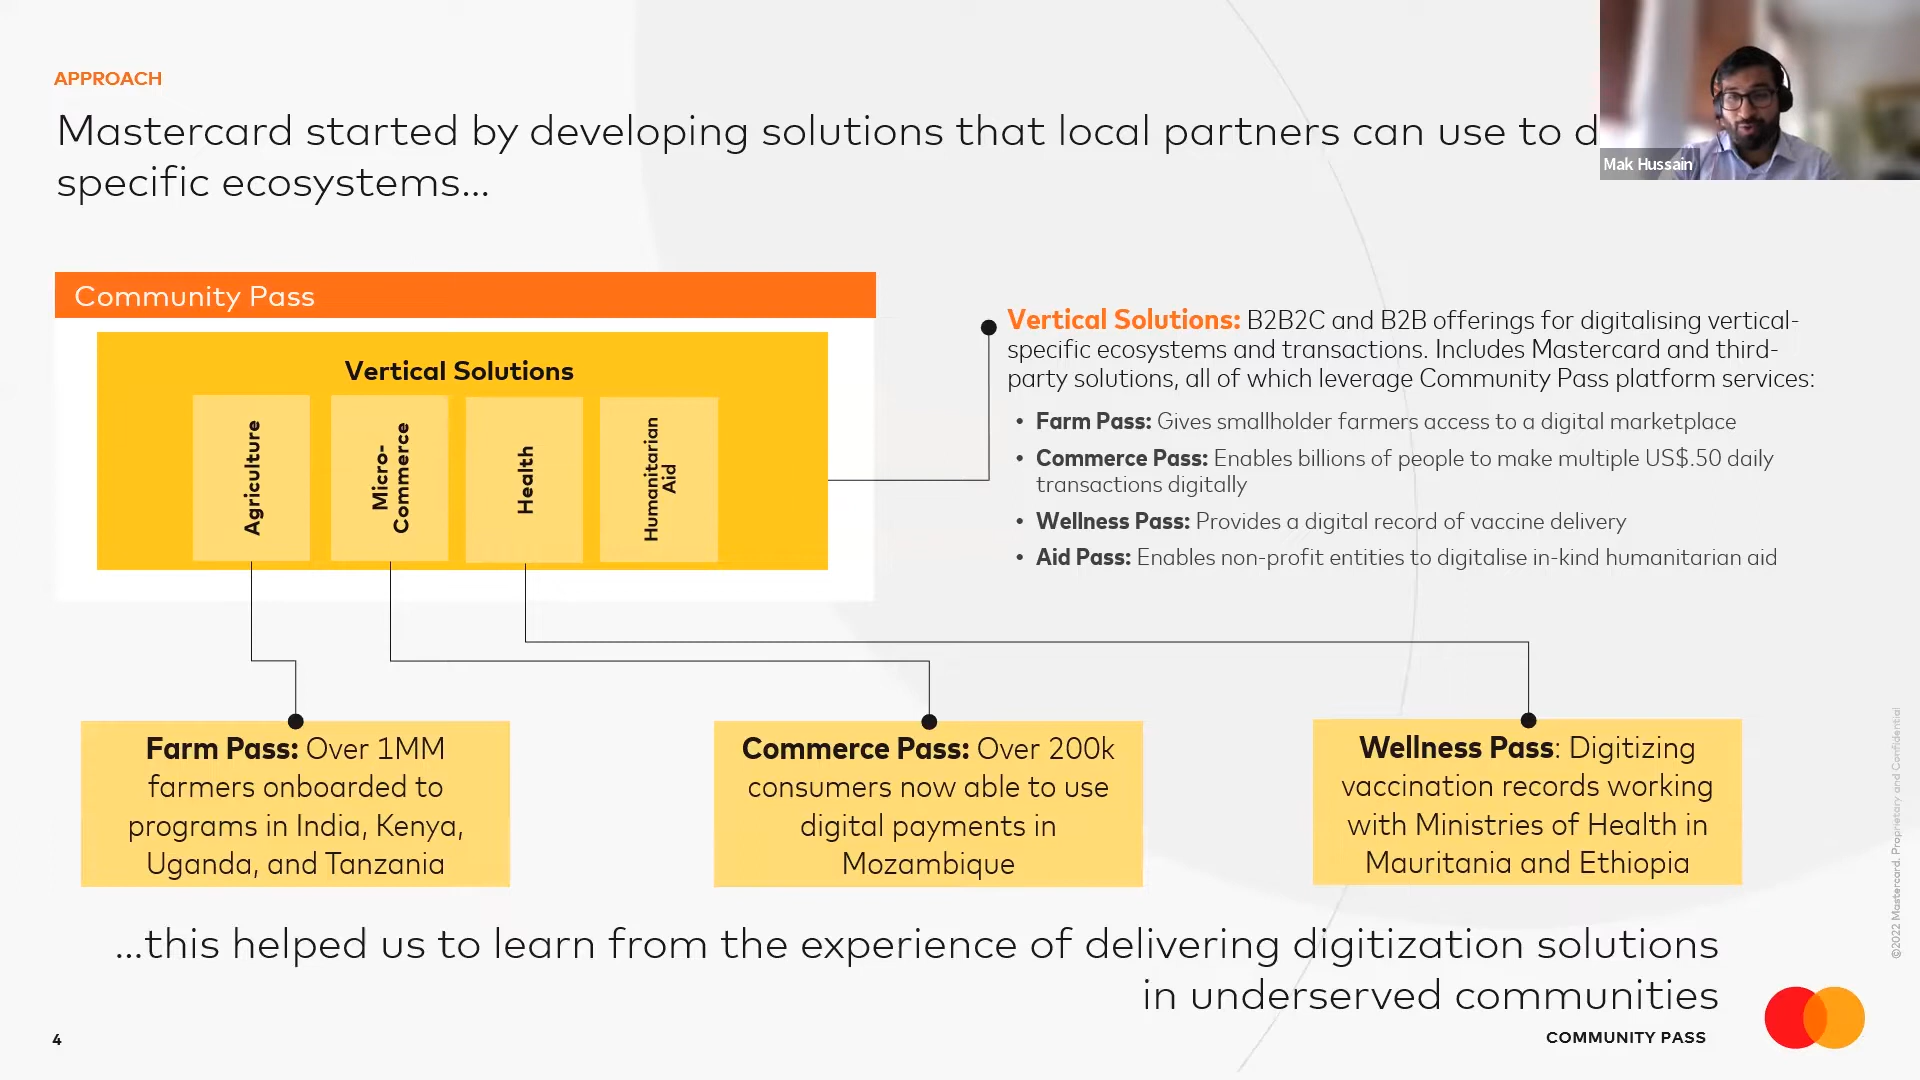 APPROACH
Mastercard started by developing solutions that local partners can use to d
specific ecosystems...
Mak Hussain
Community Pass
Vertical Solutions
Agriculture
Micro-
Commerce
Health
Humanitarian
Aid
Vertical Solutions: B2B2C and B2B offerings for digitalising vertical-
specific ecosystems and transactions. Includes Mastercard and third-
party solutions, all of which leverage Community Pass platform services:
• Farm Pass: Gives smallholder farmers access to a digital marketplace
• Commerce Pass: Enables billions of people to make multiple US$.50 daily
transactions digitally
• Wellness Pass: Provides a digital record of vaccine delivery
• Aid Pass: Enables non-profit entities to digitalise in-kind humanitarian aid
Farm Pass: Over 1MM
farmers onboarded to
programs in India, Kenya,
Uganda, and Tanzania
Commerce Pass: Over 200k
consumers now able to use
digital payments in
Mozambique
Wellness Pass: Digitizing
vaccination records working
with Ministries of Health in
Mauritania and Ethiopia
...this helped us to learn from the experience of delivering digitization solutions
in underserved communities
4
COMMUNITY PASS
©2022 Mastercard. Proprietary and Confidential